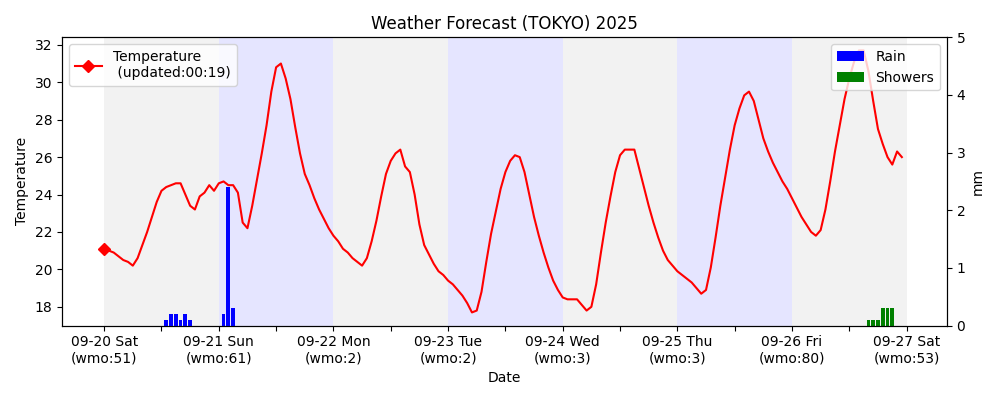 Weather Forecast (TOKYO) 2025
Temperature
(updated:00:19)
Rain
Showers
32
30
28
26
24
22
20
18
Temperature
5
4
3
2
1
0
mm
09-20 Sat
(wmo:51)
09-21 Sun
(wmo:61)
09-22 Mon
(wmo:2)
09-23 Tue
(wmo:2)
09-24 Wed
(wmo:3)
09-25 Thu
(wmo:3)
09-26 Fri
(wmo:80)
09-27 Sat
(wmo:53)
Date